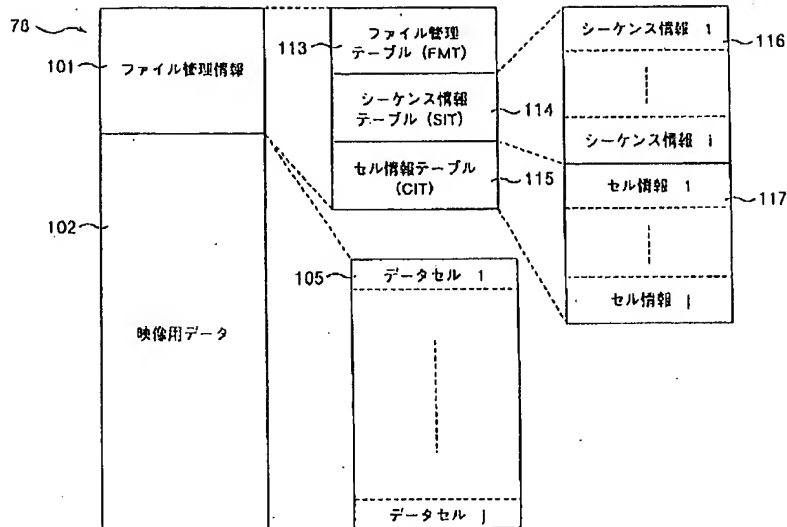 78
101
ファイル管理情報
102
映像用データ
113
ファイル管理
テーブル (FMT)
シーケンス情報
テーブル (SIT)
114
セル情報テーブル
(CIT)
115
シーケンス情報 1
116
シーケンス情報 i
セル情報 1
117
セル情報 j
105
データセル 1
データセル j